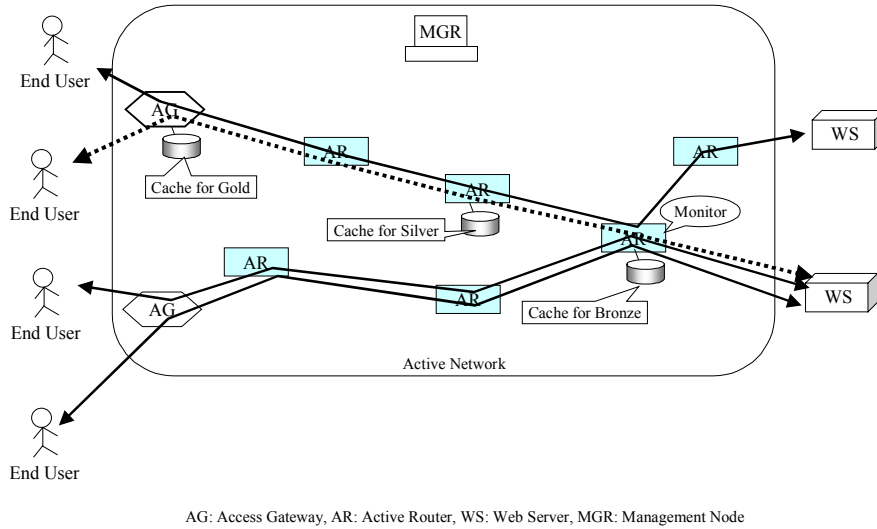 MGR
End User
AG
AR
AR
WS
Cache for Gold
AR
End User
Monitor
Cache for Silver
AR
AR
AR
WS
AG
Cache for Bronze
End User
Active Network
End User
AG: Access Gateway, AR: Active Router, WS: Web Server, MGR: Management Node